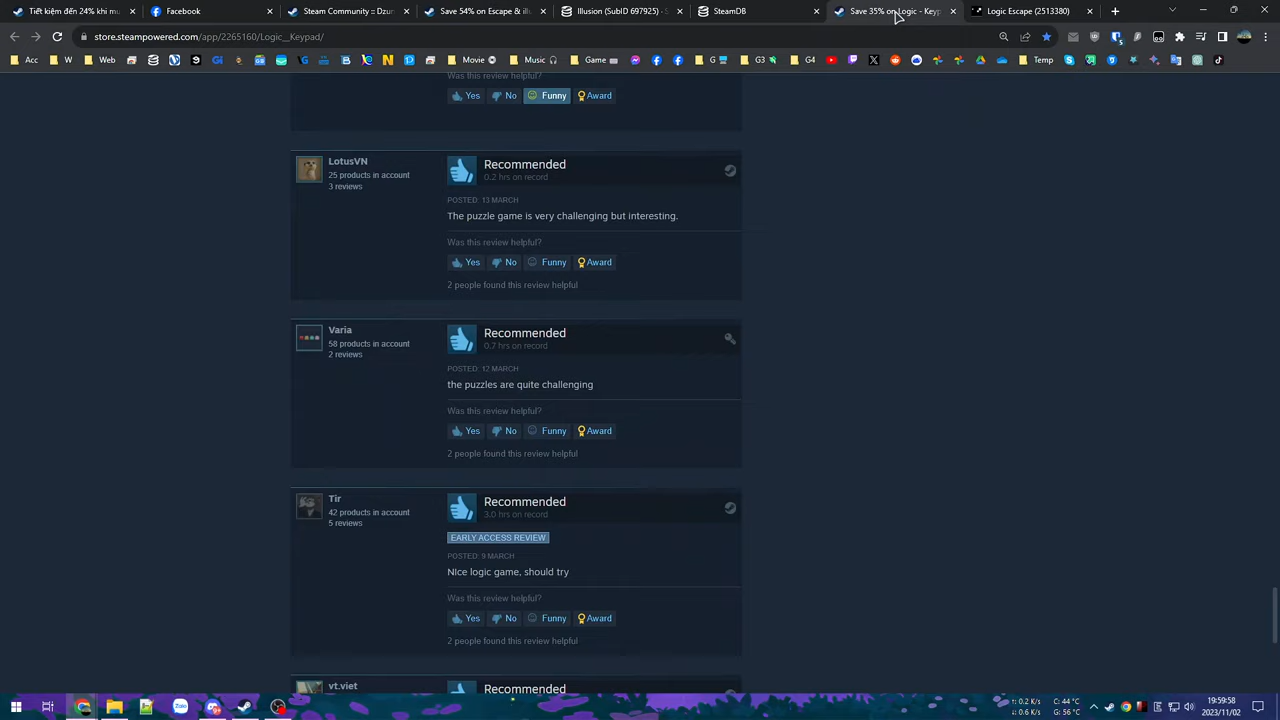 Tiết kiệm đến 24% khi mu
Facebook
Steam Community :: Dzu
Save 54% on Escape & ill
Illusion (SubID 697925) · S
SteamDB
Save 35% on Logic - Keyp
Logic Escape (2513380)
store.steampowered.com/app/2265160/Logic__Keypad/
Acc
W
Web
Movie
Music
Game
G
G3
G4
Temp
Was this review helpful?
Yes
No
Funny
Award
LotusVN
25 products in account
3 reviews
Recommended
0.2 hrs on record
POSTED: 13 MARCH
The puzzle game is very challenging but interesting.
Was this review helpful?
Yes
No
Funny
Award
2 people found this review helpful
Varia
58 products in account
2 reviews
Recommended
0.7 hrs on record
POSTED: 12 MARCH
the puzzles are quite challenging
Was this review helpful?
Yes
No
Funny
Award
2 people found this review helpful
Tir
42 products in account
5 reviews
Recommended
3.0 hrs on record
EARLY ACCESS REVIEW
POSTED: 9 MARCH
NIce logic game, should try
Was this review helpful?
Yes
No
Funny
Award
2 people found this review helpful
vt.viet
Recommended
Zalo
↑: 0.2 K/s
↓: 0.6 K/s
C: 44 °C
G: 56 °C
19:59:58
2023/11/02